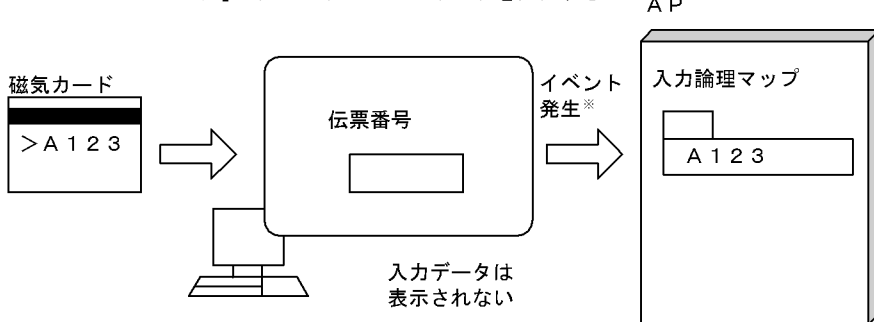 ＡＰ
磁気カード
＞Ａ１２３
伝票番号
イベント
発生※
入力論理マップ
Ａ１２３
入力データは
表示されない